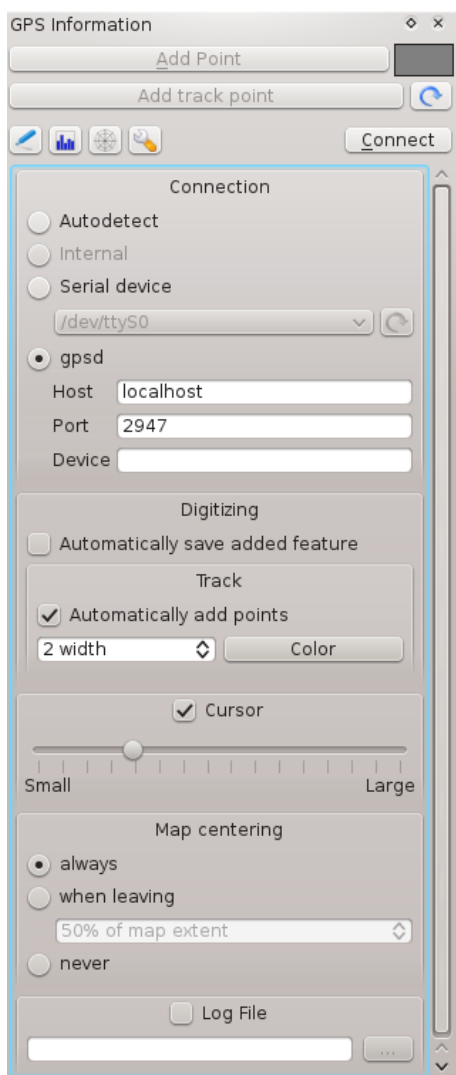 GPS Information
Add Point
Add track point
Connect
Connection
Autodetect
Internal
Serial device
/dev/ttyS0
gpsd
Host localhost
Port 2947
Device
Digitizing
Automatically save added feature
Track
Automatically add points
2 width Color
Cursor
Small Large
Map centering
always
when leaving
50% of map extent
never
Log File
...